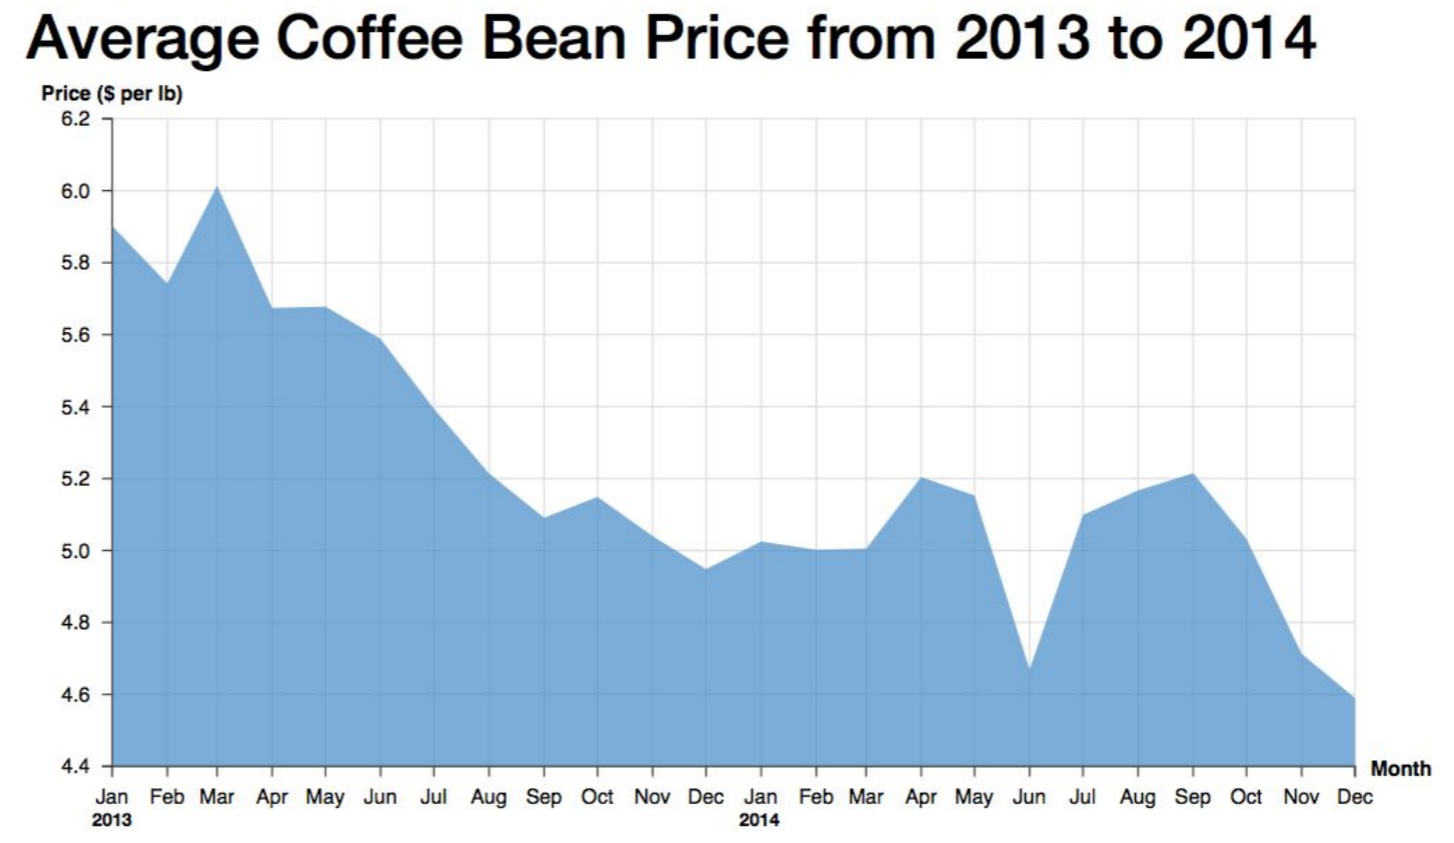 Average Coffee Bean Price from 2013 to 2014
Price ($ per lb)
6.2
6.0
5.8
5.6
5.4
5.2
5.0
4.8
4.6
4.4
Month
Jan Feb Mar Apr May Jun Jul Aug Sep Oct Nov Dec Jan Feb Mar Apr May Jun Jul Aug Sep Oct Nov Dec
2013 2014